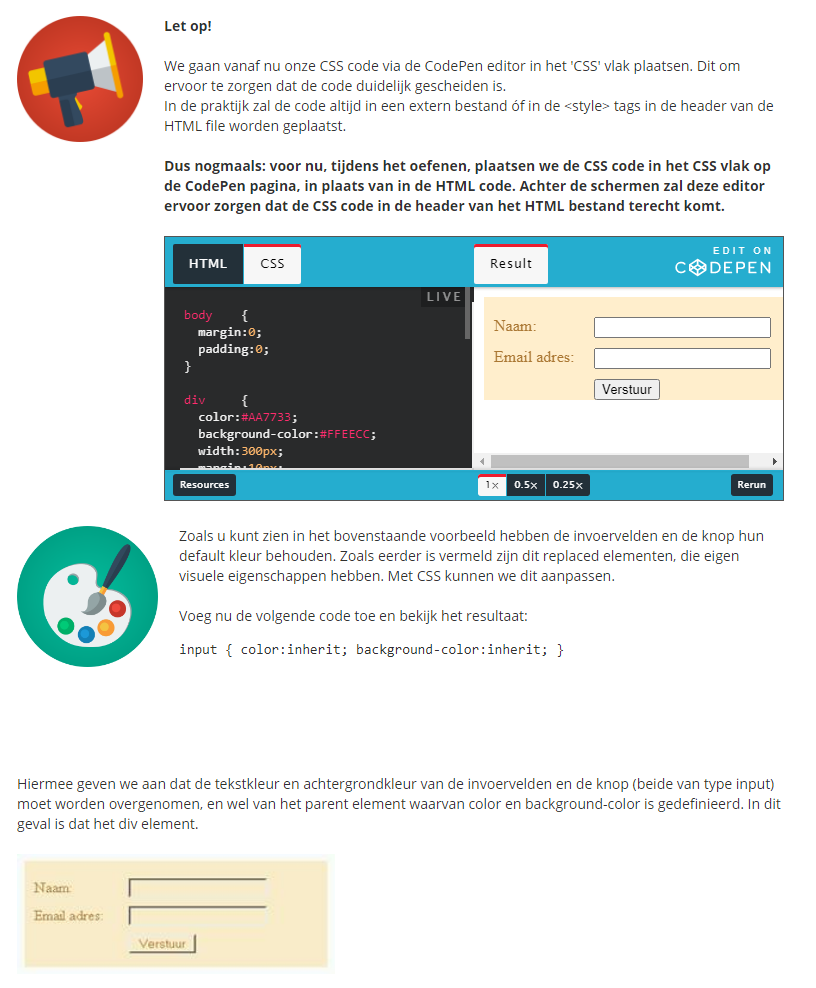 Let op!
We gaan vanaf nu onze CSS code via de CodePen editor in het 'CSS' vlak plaatsen. Dit om
ervoor te zorgen dat de code duidelijk gescheiden is.
In de praktijk zal de code altijd in een extern bestand óf in de <style> tags in de header van de
HTML file worden geplaatst.
Dus nogmaals: voor nu, tijdens het oefenen, plaatsen we de CSS code in het CSS vlak op
de CodePen pagina, in plaats van in de HTML code. Achter de schermen zal deze editor
ervoor zorgen dat de CSS code in de header van het HTML bestand terecht komt.
HTML CSS Result EDIT ON
CODEPEN
LIVE
body    {
  margin:0;
  padding:0;
}
div     {
  color:#AA7733;
  background-color:#FFEECC;
  width:300px;
  margin:10px;
Naam:
Email adres:
Verstuur
Resources 1x 0.5x 0.25x Rerun
Zoals u kunt zien in het bovenstaande voorbeeld hebben de invoervelden en de knop hun
default kleur behouden. Zoals eerder is vermeld zijn dit replaced elementen, die eigen
visuele eigenschappen hebben. Met CSS kunnen we dit aanpassen.
Voeg nu de volgende code toe en bekijk het resultaat:
input { color:inherit; background-color:inherit; }
Hiermee geven we aan dat de tekstkleur en achtergrondkleur van de invoervelden en de knop (beide van type input)
moet worden overgenomen, en wel van het parent element waarvan color en background-color is gedefinieerd. In dit
geval is dat het div element.
Naam:
Email adres:
Verstuur